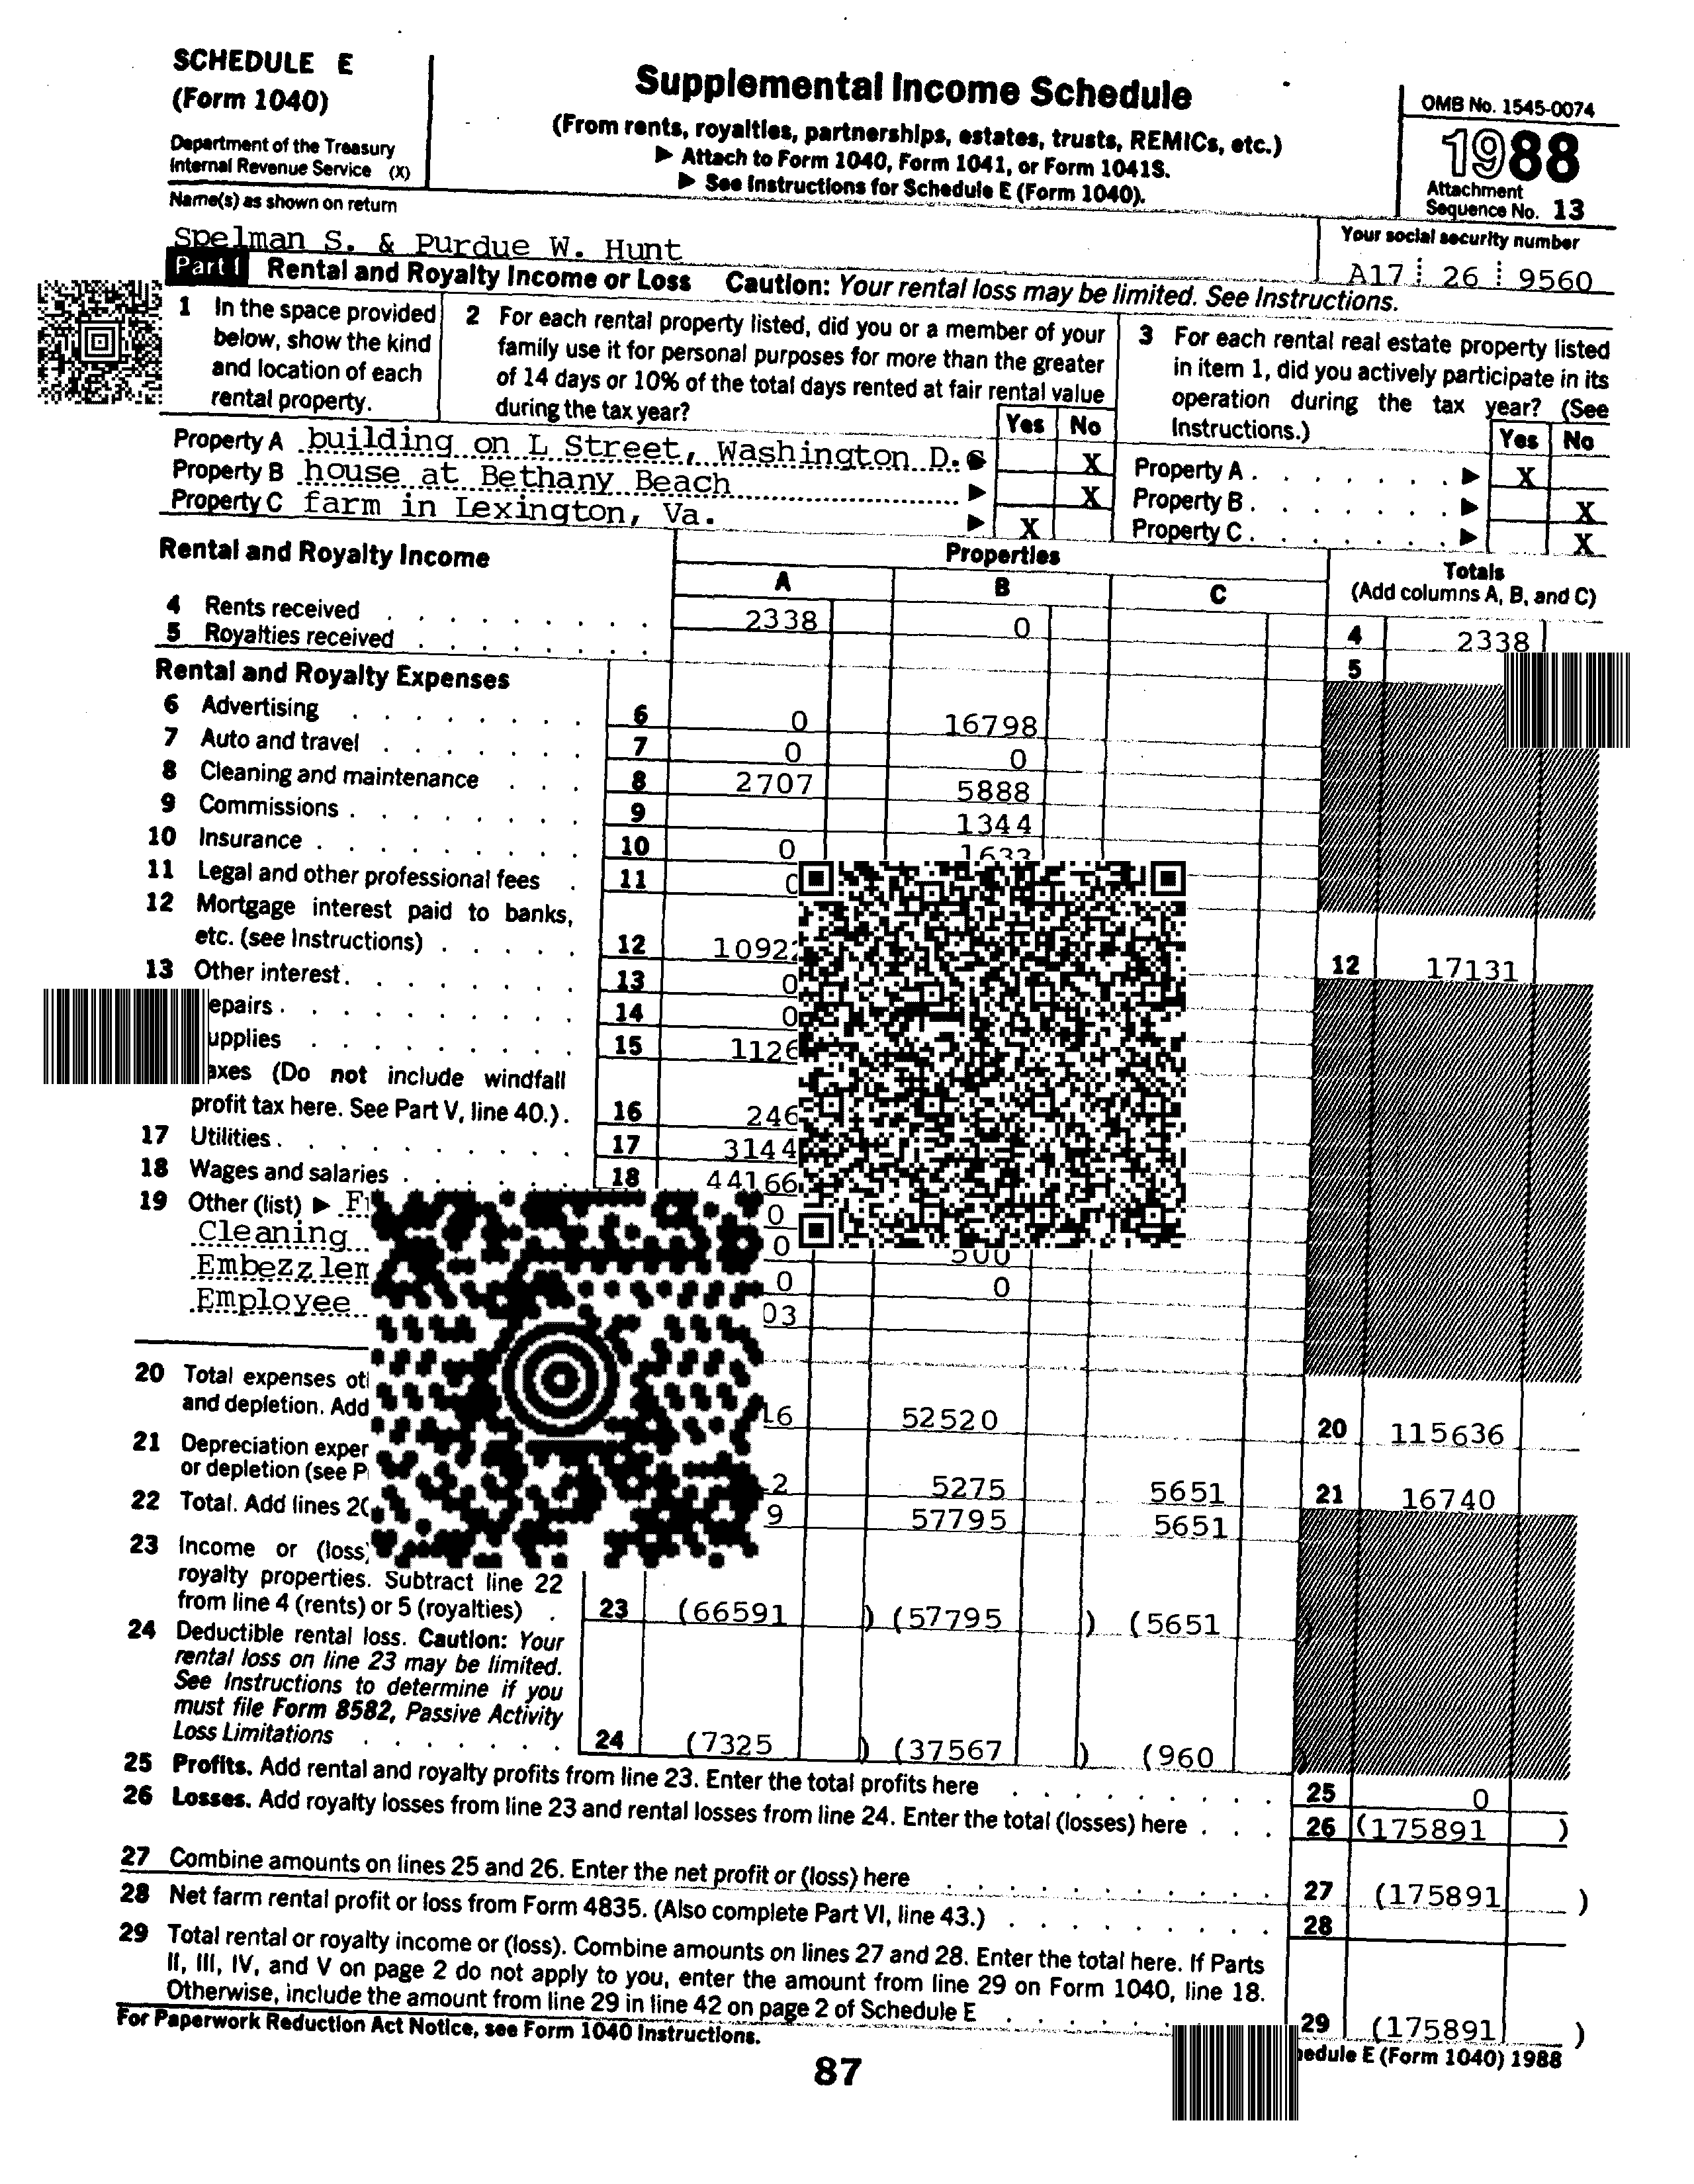 SCHEDULE E
(Form 1040)
Department of the Treasury
Internal Revenue Service (X)
Supplemental Income Schedule
(From rents, royalties, partnerships, estates, trusts, REMICs, etc.)
▶ Attach to Form 1040, Form 1041, or Form 1041S.
▶ See Instructions for Schedule E (Form 1040).
OMB No. 1545-0074
1988
Attachment
Sequence No. 13
Name(s) as shown on return
Spelman S. & Purdue W. Hunt
Your social security number
A17 26 9560
Part I Rental and Royalty Income or Loss Caution: Your rental loss may be limited. See Instructions.
1 In the space provided
below, show the kind
and location of each
rental property.
2 For each rental property listed, did you or a member of your
family use it for personal purposes for more than the greater
of 14 days or 10% of the total days rented at fair rental value
during the tax year?
Yes No
3 For each rental real estate property listed
in item 1, did you actively participate in its
operation during the tax year? (See
Instructions.)
Yes No
Property A building on L Street, Washington D. ▶ X Property A . . . . . . . ▶ X
Property B house at Bethany Beach ▶ X Property B . . . . . . . ▶ X
Property C farm in Lexington, Va. ▶ X Property C . . . . . . . ▶ X
Rental and Royalty Income
Properties
A B C
Totals
(Add columns A, B, and C)
4 Rents received . . . . . . . . . 2338 0 4 2338
5 Royalties received . . . . . . . . 5
Rental and Royalty Expenses
6 Advertising . . . . . . . . 6 0 16798
7 Auto and travel . . . . . . . 7 0 0
8 Cleaning and maintenance . . . 8 2707 5888
9 Commissions . . . . . . . . 9 1344
10 Insurance . . . . . . . . . 10 0 1633
11 Legal and other professional fees . 11 0
12 Mortgage interest paid to banks,
etc. (see Instructions) . . . . . 12 1092 12 17131
13 Other interest . . . . . . . . 13 0
epairs . . . . . . . . . . 14 0
upplies . . . . . . . . . 15 1126
axes (Do not include windfall
profit tax here. See Part V, line 40.) . 16 246
17 Utilities . . . . . . . . . . 17 3144
18 Wages and salaries . . . . . . 18 44166
19 Other (list) ▶ 0
Cleaning 0 500
Embezzlem 0 0
Employee 03
20 Total expenses ot
and depletion. Add 16 52520 20 115636
21 Depreciation exper
or depletion (see P 2 5275 5651 21 16740
22 Total. Add lines 20 9 57795 5651
23 Income or (loss)
royalty properties. Subtract line 22
from line 4 (rents) or 5 (royalties) . 23 (66591 ) (57795 ) (5651 )
24 Deductible rental loss. Caution: Your
rental loss on line 23 may be limited.
See Instructions to determine if you
must file Form 8582, Passive Activity
Loss Limitations . . . . . . . 24 (7325 ) (37567 ) (960 )
25 Profits. Add rental and royalty profits from line 23. Enter the total profits here . . . . . . . . . 25 0
26 Losses. Add royalty losses from line 23 and rental losses from line 24. Enter the total (losses) here . . . 26 (175891 )
27 Combine amounts on lines 25 and 26. Enter the net profit or (loss) here . . . . . . . . . . . 27 (175891 )
28 Net farm rental profit or loss from Form 4835. (Also complete Part VI, line 43.) . . . . . . . . . 28
29 Total rental or royalty income or (loss). Combine amounts on lines 27 and 28. Enter the total here. If Parts
II, III, IV, and V on page 2 do not apply to you, enter the amount from line 29 on Form 1040, line 18.
Otherwise, include the amount from line 29 in line 42 on page 2 of Schedule E . . . . . . 29 (175891 )
For Paperwork Reduction Act Notice, see Form 1040 Instructions.
hedule E (Form 1040) 1988
87